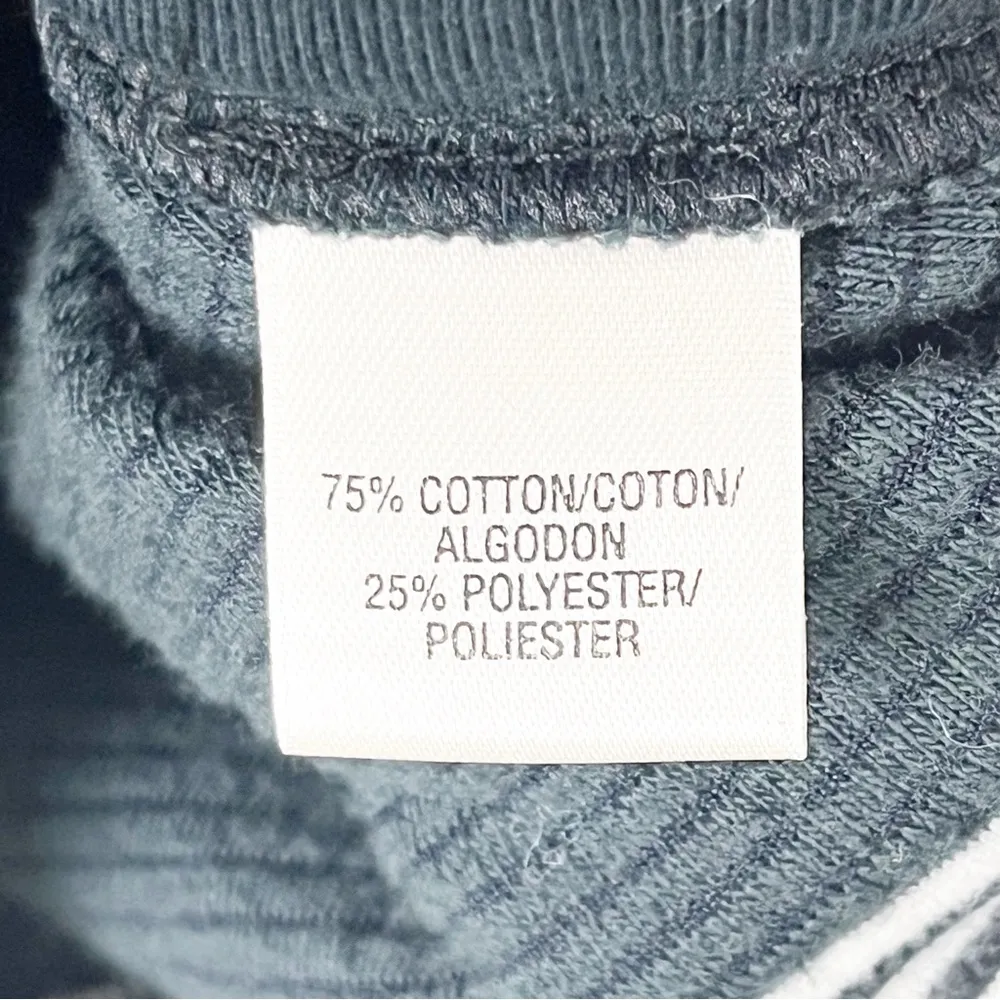 75% COTTON/COTON/
ALGODON
25% POLYESTER/
POLIESTER